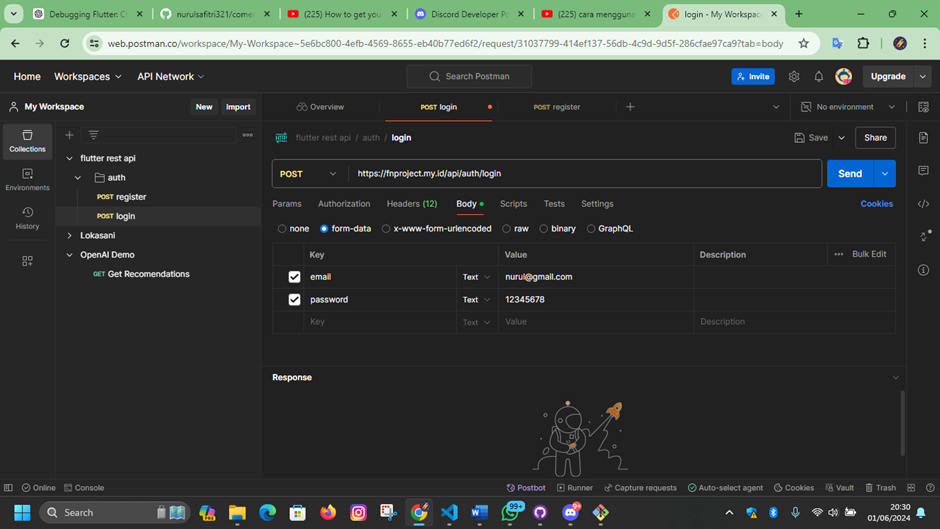 Debugging Flutter: C
nurulsafitri321/comer
(225) How to get your
Discord Developer Po
(225) cara mengguna
login - My Workspace
web.postman.co/workspace/My-Workspace~5e6bc800-4efb-4569-8655-eb40b77ed6f2/request/31037799-414ef137-56db-4c9d-9d5f-286cfae97ca9?tab=body
Home Workspaces API Network Search Postman Invite Upgrade
My Workspace New Import Overview POST login POST register No environment
Collections
Environments
History
flutter rest api
auth
POST register
POST login
Lokasani
OpenAI Demo
GET Get Recomendations
HTTP flutter rest api / auth / login Save Share
POST https://fnproject.my.id/api/auth/login Send
Params Authorization Headers (12) Body Scripts Tests Settings Cookies
none form-data x-www-form-urlencoded raw binary GraphQL
Key Value Description Bulk Edit
email Text nurul@gmail.com
password Text 12345678
Key Text Value Description
Response
Online Console Postbot Runner Capture requests Auto-select agent Cookies Vault Trash
Search 99+ 20:30
01/06/2024